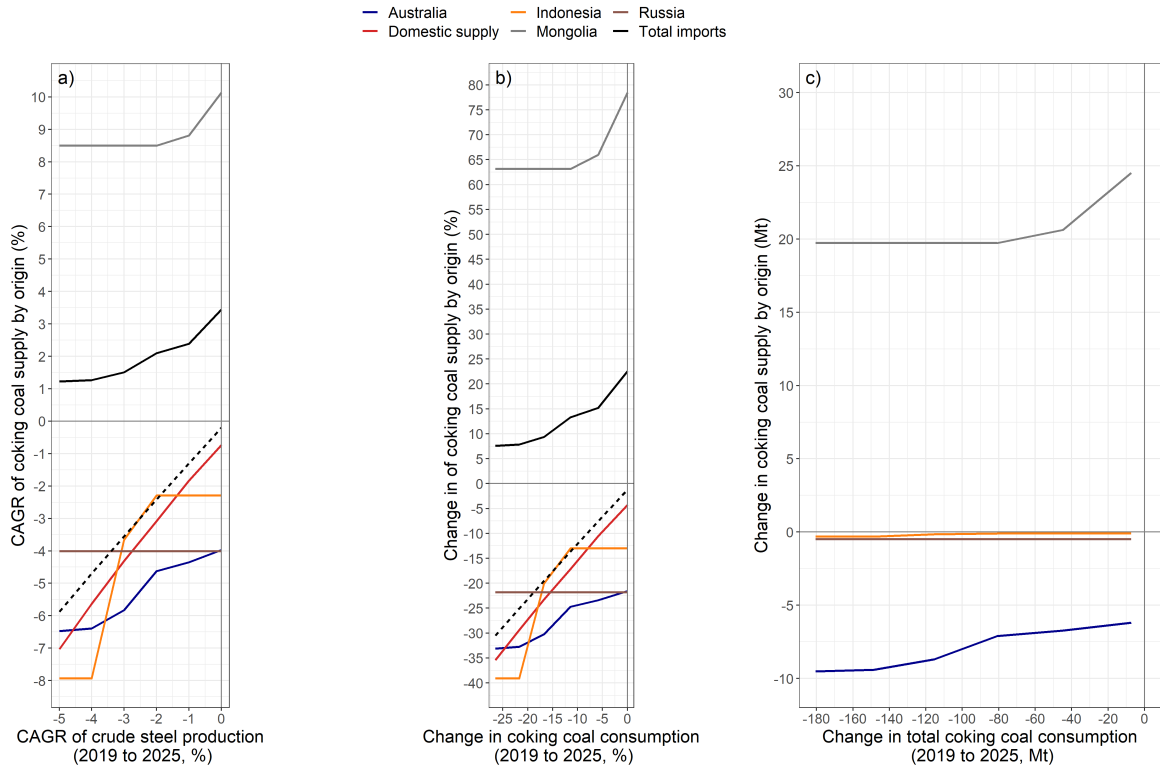 Australia
Indonesia
Russia
Domestic supply
Mongolia
Total imports
a)
10
9
8
7
6
5
4
3
2
1
0
-1
-2
-3
-4
-5
-6
-7
-8
CAGR of coking coal supply by origin (%)
-5 -4 -3 -2 -1 0
CAGR of crude steel production
(2019 to 2025, %)
b)
80
75
70
65
60
55
50
45
40
35
30
25
20
15
10
5
0
-5
-10
-15
-20
-25
-30
-35
-40
Change in of coking coal supply by origin (%)
-25 -20 -15 -10 -5 0
Change in coking coal consumption
(2019 to 2025, %)
c)
30
25
20
15
10
5
0
-5
-10
Change in coking coal supply by origin (Mt)
-180 -160 -140 -120 -100 -80 -60 -40 -20 0
Change in total coking coal consumption
(2019 to 2025, Mt)